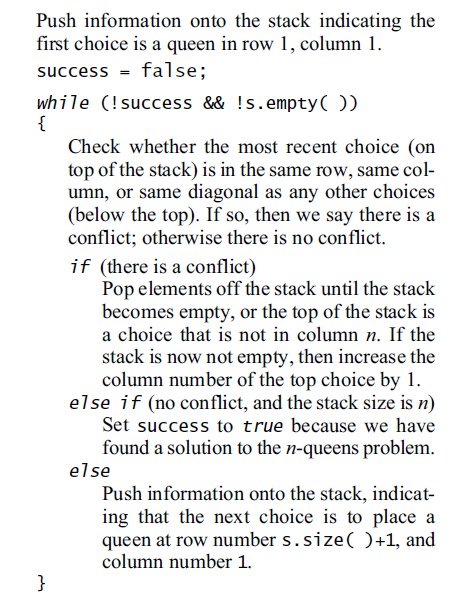 Push information onto the stack indicating the
first choice is a queen in row 1, column 1.
success = false;
while (!success && !s.empty( ))
{
Check whether the most recent choice (on
top of the stack) is in the same row, same col-
umn, or same diagonal as any other choices
(below the top). If so, then we say there is a
conflict; otherwise there is no conflict.
if (there is a conflict)
Pop elements off the stack until the stack
becomes empty, or the top of the stack is
a choice that is not in column n. If the
stack is now not empty, then increase the
column number of the top choice by 1.
else if (no conflict, and the stack size is n)
Set success to true because we have
found a solution to the n-queens problem.
else
Push information onto the stack, indicat-
ing that the next choice is to place a
queen at row number s.size( )+1, and
column number 1.
}